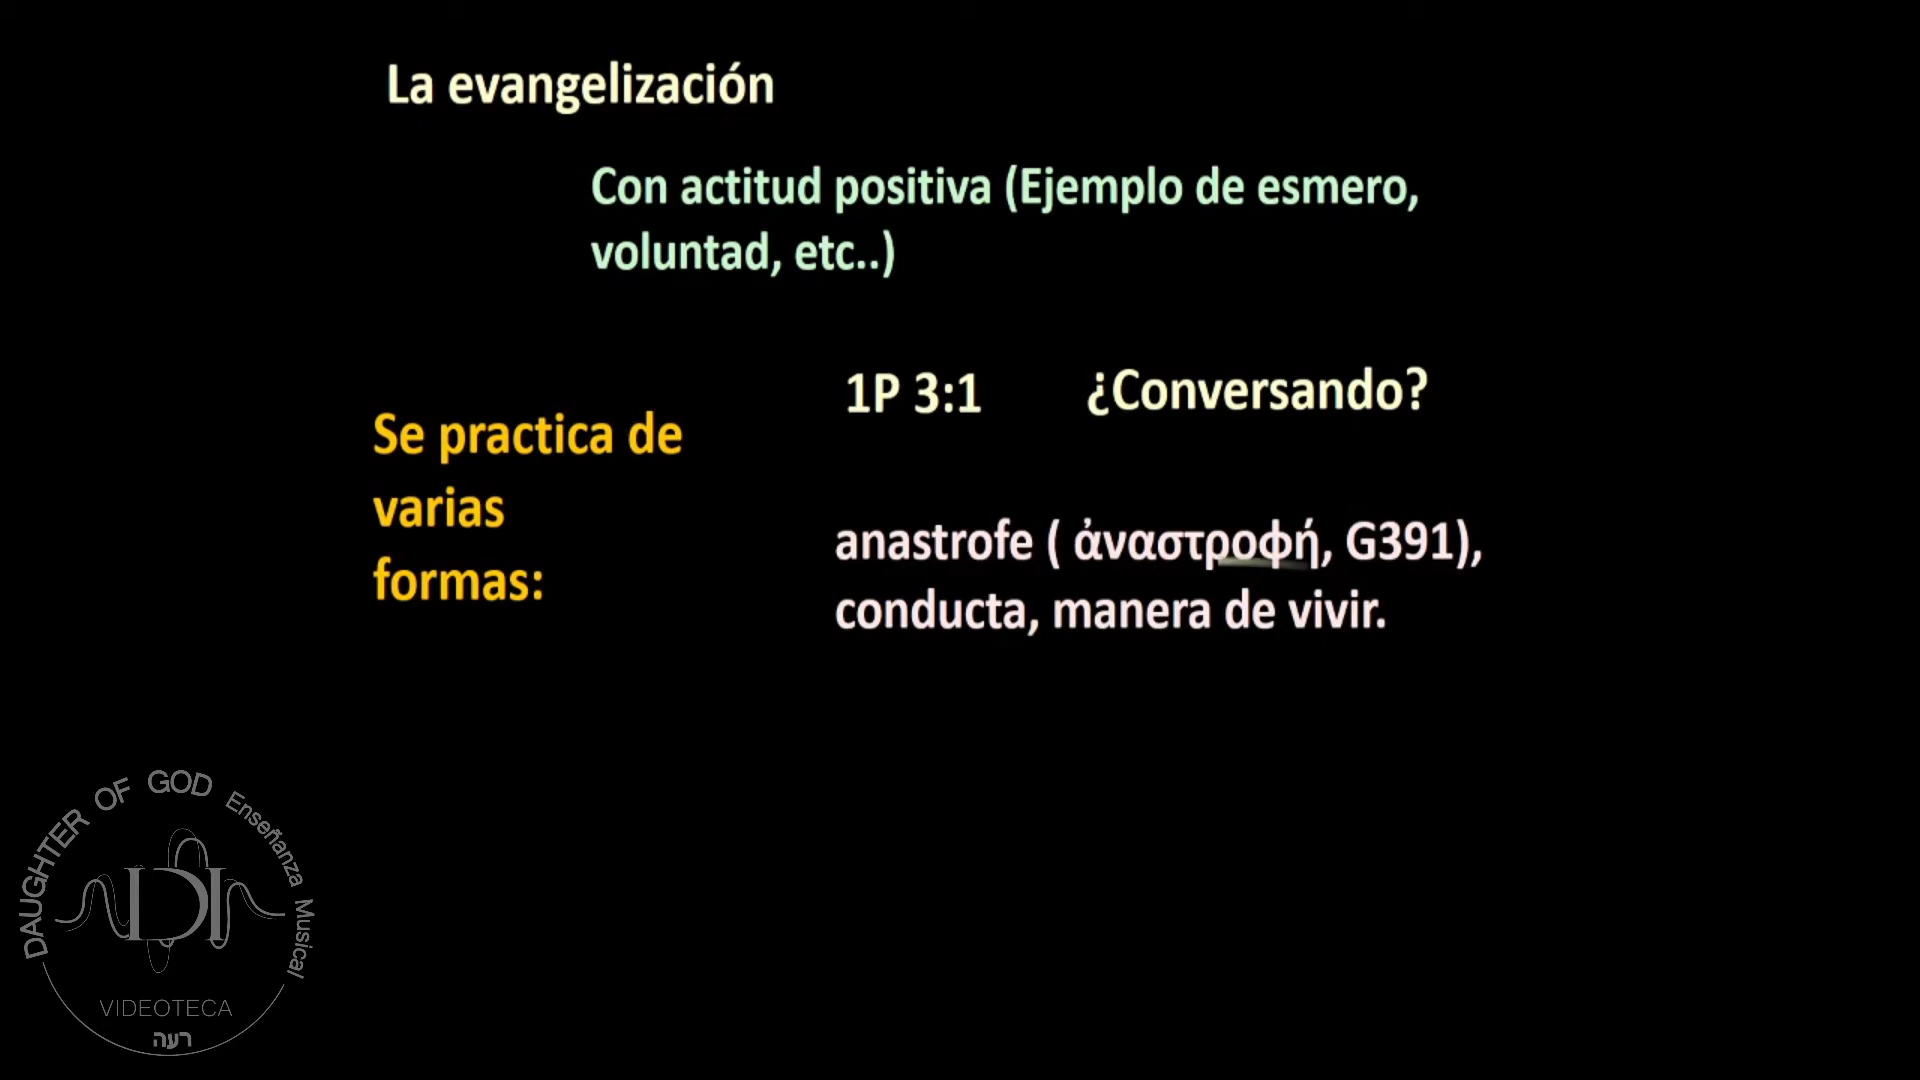 La evangelización
Con actitud positiva (Ejemplo de esmero,
voluntad, etc..)
1P 3:1 ¿Conversando?
Se practica de
varias
formas:
anastrofe ( ἀναστροφή, G391),
conducta, manera de vivir.
DAUGHTER OF GOD Enseñanza Musical
VIDEOTECA
רעה